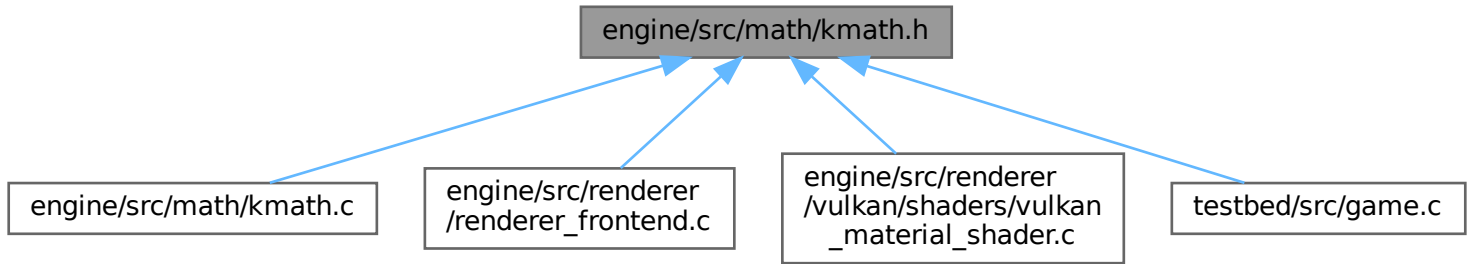 engine/src/math/kmath.h
engine/src/math/kmath.c
engine/src/renderer
/renderer_frontend.c
engine/src/renderer
/vulkan/shaders/vulkan
_material_shader.c
testbed/src/game.c